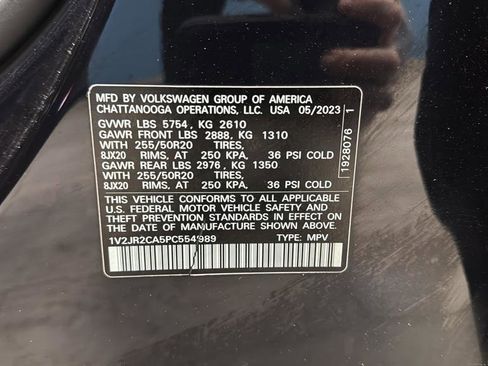 MFD BY VOLKSWAGEN GROUP OF AMERICA
CHATTANOOGA OPERATIONS, LLC. USA 05/2023
GVWR LBS 5754, KG 2610
GAWR FRONT LBS 2888, KG 1310
WITH 255/50R20 TIRES,
8JX20 RIMS, AT 250 KPA, 36 PSI COLD
GAWR REAR LBS 2976, KG 1350
WITH 255/50R20 TIRES,
8JX20 RIMS, AT 250 KPA, 36 PSI COLD
THIS VEHICLE CONFORMS TO ALL APPLICABLE
U.S. FEDERAL MOTOR VEHICLE SAFETY AND
THEFT PREVENTION STANDARDS IN EFFECT ON THE
DATE OF MANUFACTURE SHOWN ABOVE.
1V2JR2CA5PC554989 TYPE: MPV
1928076 1